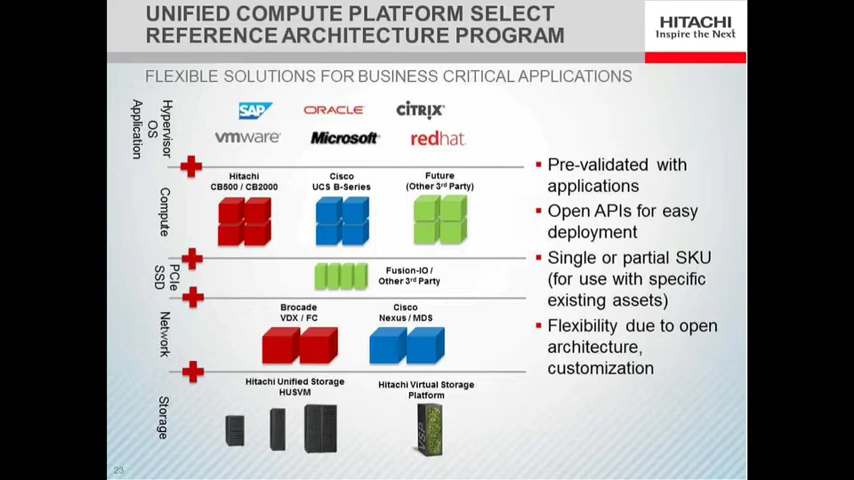 UNIFIED COMPUTE PLATFORM SELECT
REFERENCE ARCHITECTURE PROGRAM
HITACHI
Inspire the Next
FLEXIBLE SOLUTIONS FOR BUSINESS CRITICAL APPLICATIONS
Hypervisor
OS
Application
SAP
ORACLE
CITRIX
vmware
Microsoft
redhat
Compute
Hitachi
CB500 / CB2000
Cisco
UCS B-Series
Future
(Other 3rd Party)
PCIe
SSD
Fusion-IO /
Other 3rd Party
Network
Brocade
VDX / FC
Cisco
Nexus / MDS
Storage
Hitachi Unified Storage
HUSVM
Hitachi Virtual Storage
Platform
VSP
▪ Pre-validated with
applications
▪ Open APIs for easy
deployment
▪ Single or partial SKU
(for use with specific
existing assets)
▪ Flexibility due to open
architecture,
customization
23